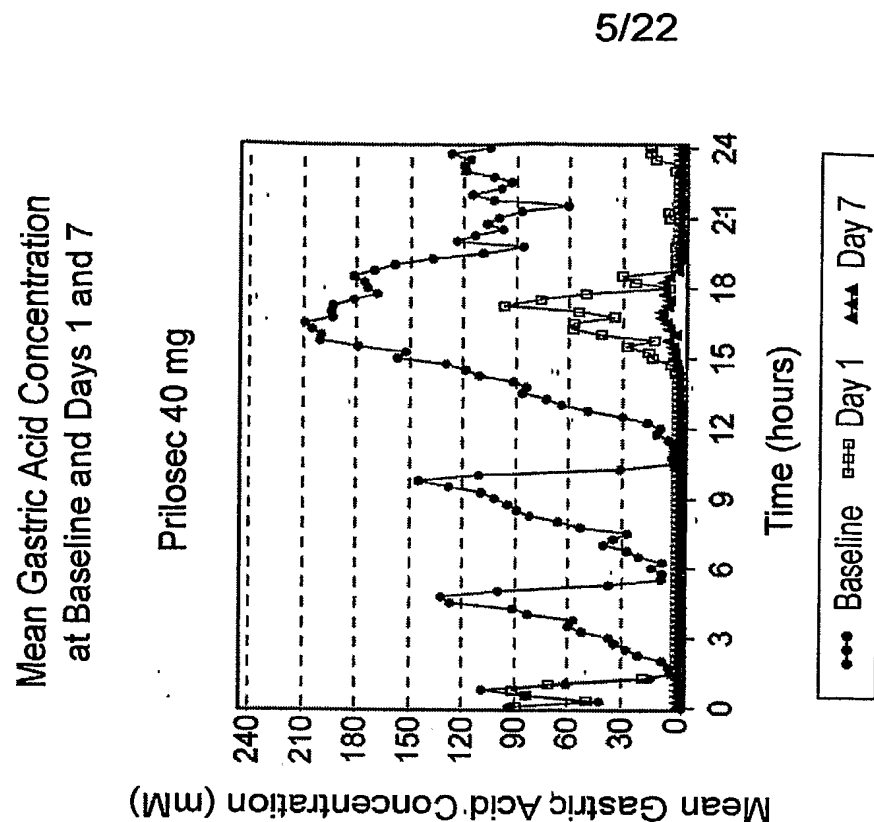 5/22
Mean Gastric Acid Concentration
at Baseline and Days 1 and 7
Prilosec 40 mg
Mean Gastric Acid Concentration (mM)
240
210
180
150
120
90
60
30
0
0 3 6 9 12 15 18 21 24
Time (hours)
Baseline Day 1 Day 7